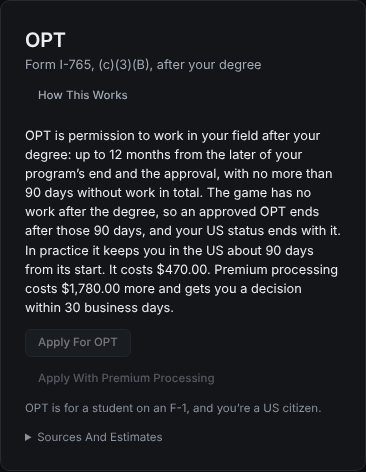 OPT
Form I-765, (c)(3)(B), after your degree
How This Works
OPT is permission to work in your field after your
degree: up to 12 months from the later of your
program’s end and the approval, with no more than
90 days without work in total. The game has no
work after the degree, so an approved OPT ends
after those 90 days, and your US status ends with it.
In practice it keeps you in the US about 90 days
from its start. It costs $470.00. Premium processing
costs $1,780.00 more and gets you a decision
within 30 business days.
Apply For OPT
Apply With Premium Processing
OPT is for a student on an F-1, and you’re a US citizen.
Sources And Estimates